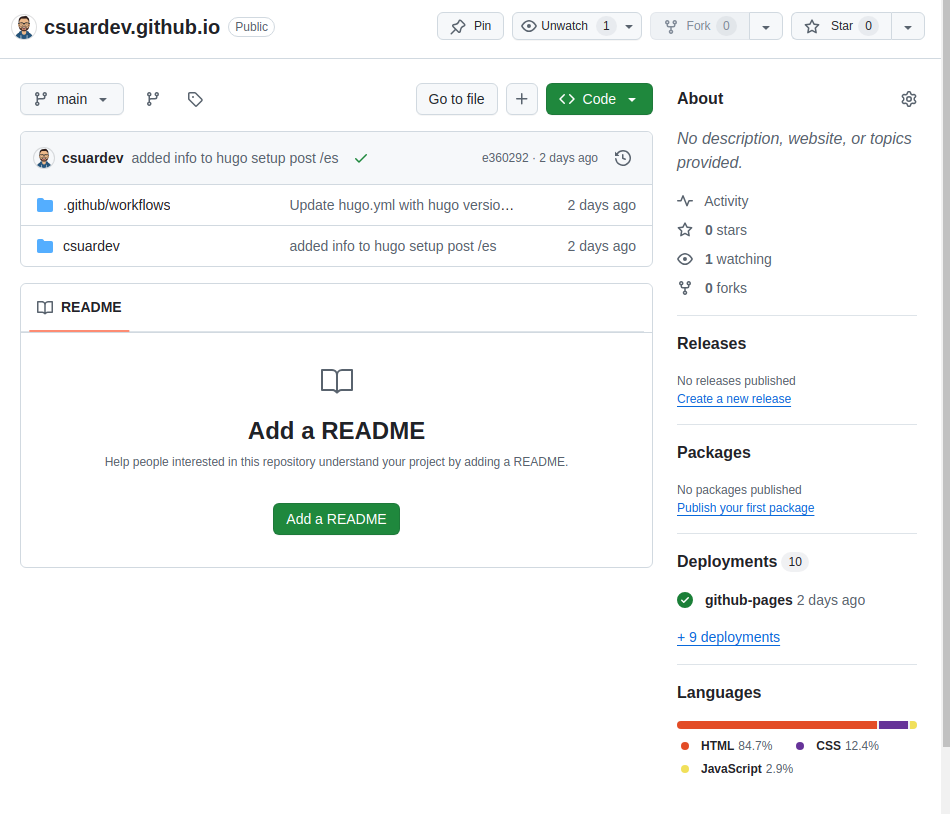 csuardev.github.io Public Pin Unwatch 1 Fork 0 Star 0
main Go to file + Code
csuardev added info to hugo setup post /es e360292 · 2 days ago
.github/workflows Update hugo.yml with hugo versio… 2 days ago
csuardev added info to hugo setup post /es 2 days ago
README
Add a README
Help people interested in this repository understand your project by adding a README.
Add a README
About
No description, website, or topics
provided.
Activity
0 stars
1 watching
0 forks
Releases
No releases published
Create a new release
Packages
No packages published
Publish your first package
Deployments 10
github-pages 2 days ago
+ 9 deployments
Languages
HTML 84.7% CSS 12.4%
JavaScript 2.9%